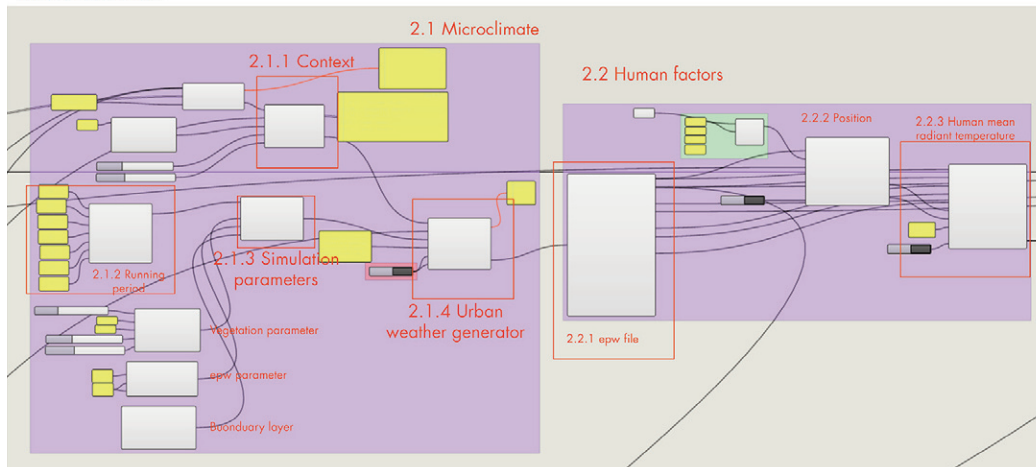 2.1 Microclimate
2.1.1 Context
2.2 Human factors
2.2.2 Position
2.2.3 Human mean
radiant temperature
2.1.2 Running
period
2.1.3 Simulation
parameters
2.1.4 Urban
weather generator
2.2.1 epw file
Vegetation parameter
epw parameter
Buonduary layer